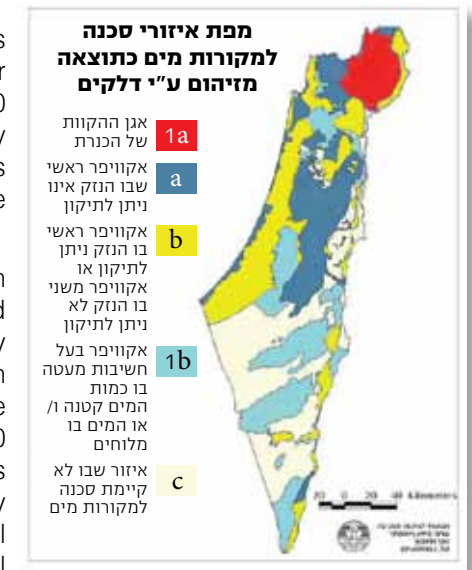 מפת איזורי סכנה
למקורות מים כתוצאה
מזיהום ע"י דלקים
1a
אגן ההקוות
של הכנרת
a
אקוויפר ראשי
שבו הנזק אינו
ניתן לתיקון
b
אקוויפר ראשי
בו הנזק ניתן
לתיקון או
אקוויפר משני
בו הנזק לא
ניתן לתיקון
1b
אקוויפר בעל
חשיבות מעטה
בו כמות
המים קטנה ו/
או המים בו
מלוחים
c
איזור שבו לא
קיימת סכנה
למקורות מים
20 0 20 40 Kilometers